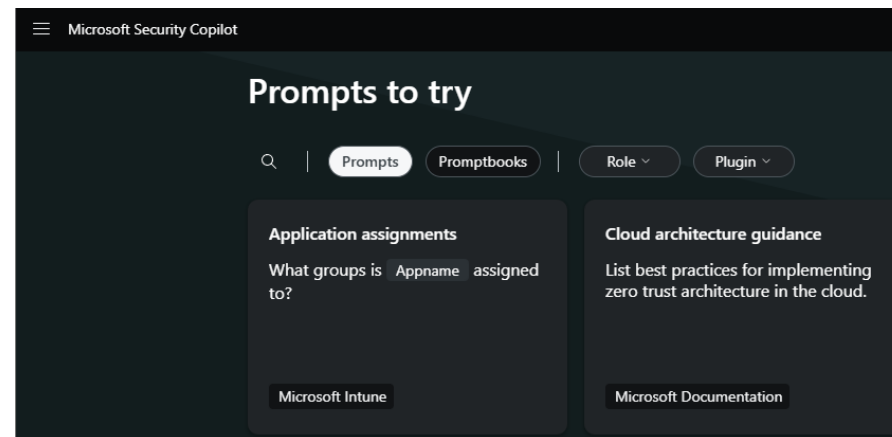 Microsoft Security Copilot
Prompts to try
Prompts Promptbooks Role Plugin
Application assignments
What groups is Appname assigned
to?
Microsoft Intune
Cloud architecture guidance
List best practices for implementing
zero trust architecture in the cloud.
Microsoft Documentation